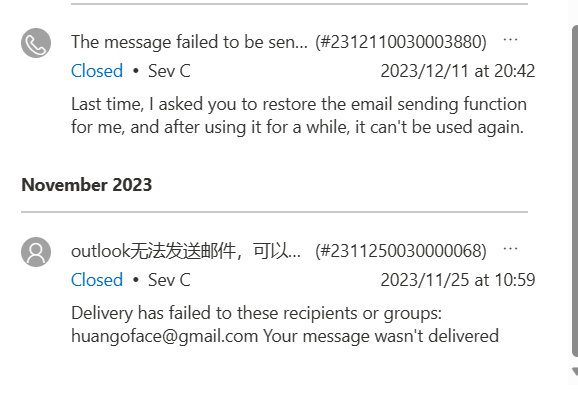 The message failed to be sen... (#2312110030003880) ...
Closed • Sev C 2023/12/11 at 20:42
Last time, I asked you to restore the email sending function
for me, and after using it for a while, it can't be used again.
November 2023
outlook无法发送邮件，可以... (#2311250030000068) ...
Closed • Sev C 2023/11/25 at 10:59
Delivery has failed to these recipients or groups:
huangoface@gmail.com Your message wasn't delivered